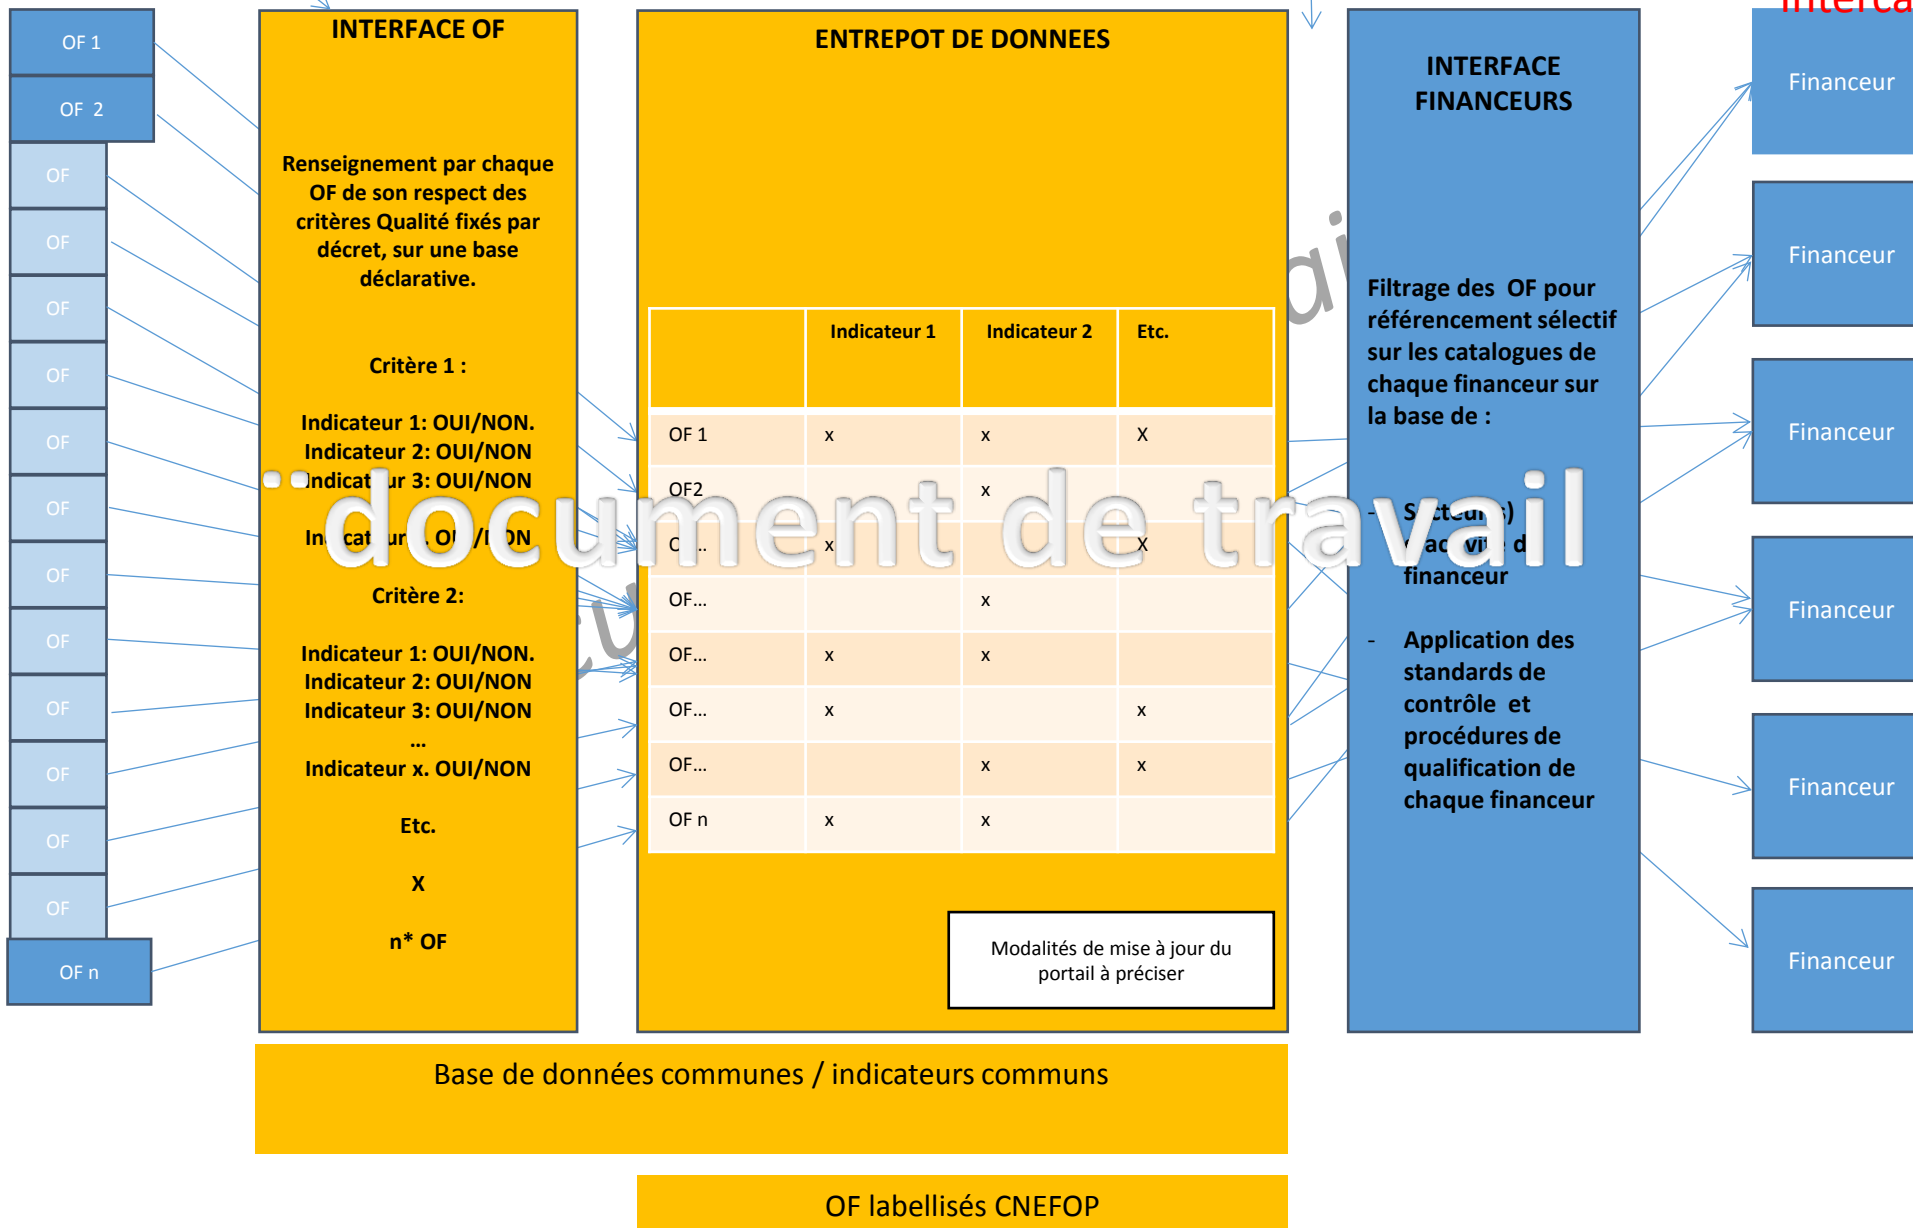 Interca
OF 1
OF 2
OF
OF
OF
OF
OF
OF
OF
OF
OF
OF
OF
OF
OF n
INTERFACE OF
Renseignement par chaque
OF de son respect des
critères Qualité fixés par
décret, sur une base
déclarative.
Critère 1 :
Indicateur 1: OUI/NON.
Indicateur 2: OUI/NON
Indicateur 3: OUI/NON
Critère 2:
Indicateur 1: OUI/NON.
Indicateur 2: OUI/NON
Indicateur 3: OUI/NON
...
Indicateur x. OUI/NON
Etc.
X
n* OF
ENTREPOT DE DONNEES
Indicateur 1 Indicateur 2 Etc.
OF 1 x x X
OF2 x
x X
OF... x
OF... x x
OF... x x
OF... x x
OF n x x
Modalités de mise à jour du
portail à préciser
INTERFACE
FINANCEURS
Filtrage des OF pour
référencement sélectif
sur les catalogues de
chaque financeur sur
la base de :
- Secteur(s)
financeur
- Application des
standards de
contrôle et
procédures de
qualification de
chaque financeur
Financeur
Financeur
Financeur
Financeur
Financeur
Financeur
document de travail
Base de données communes / indicateurs communs
OF labellisés CNEFOP